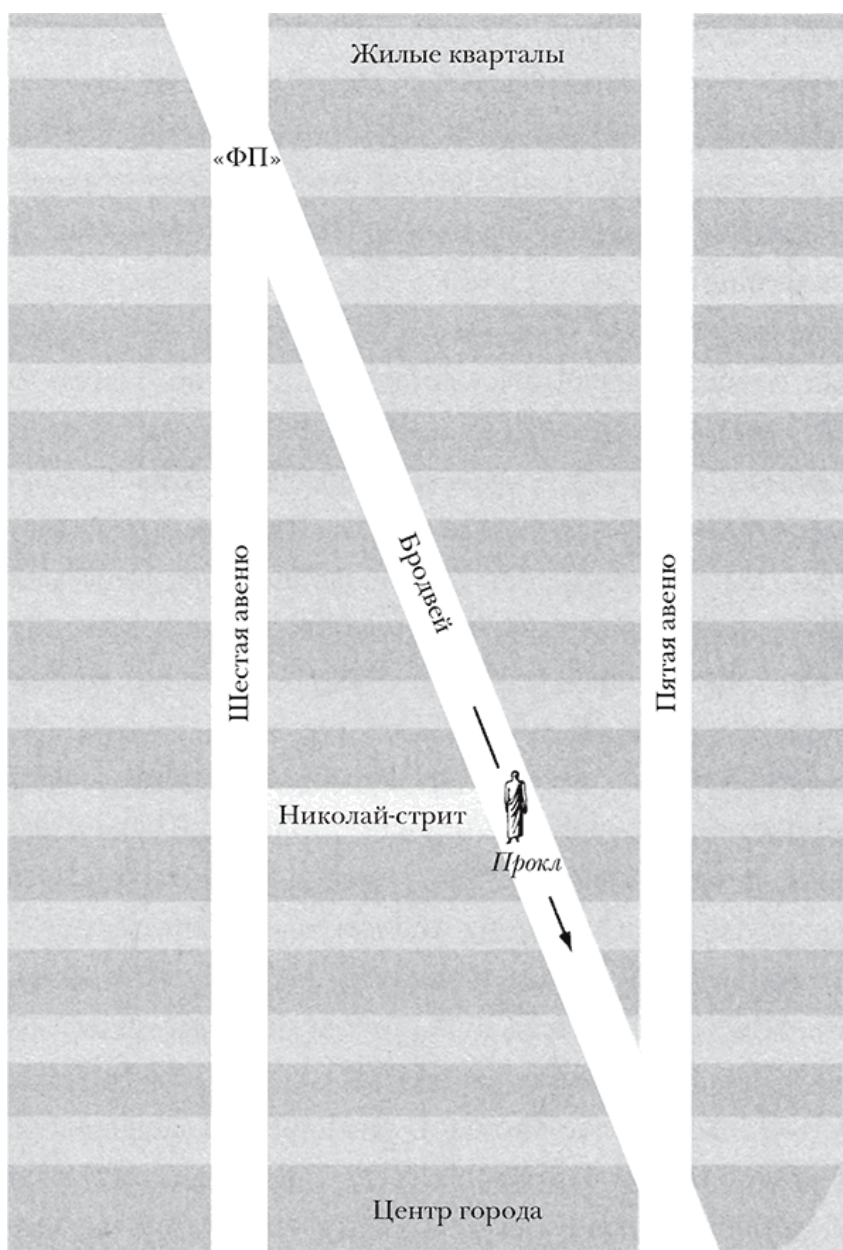 Жилые кварталы
«ФП»
Бродвей
Шестая авеню
Пятая авеню
Николай-стрит
Прокл
Центр города